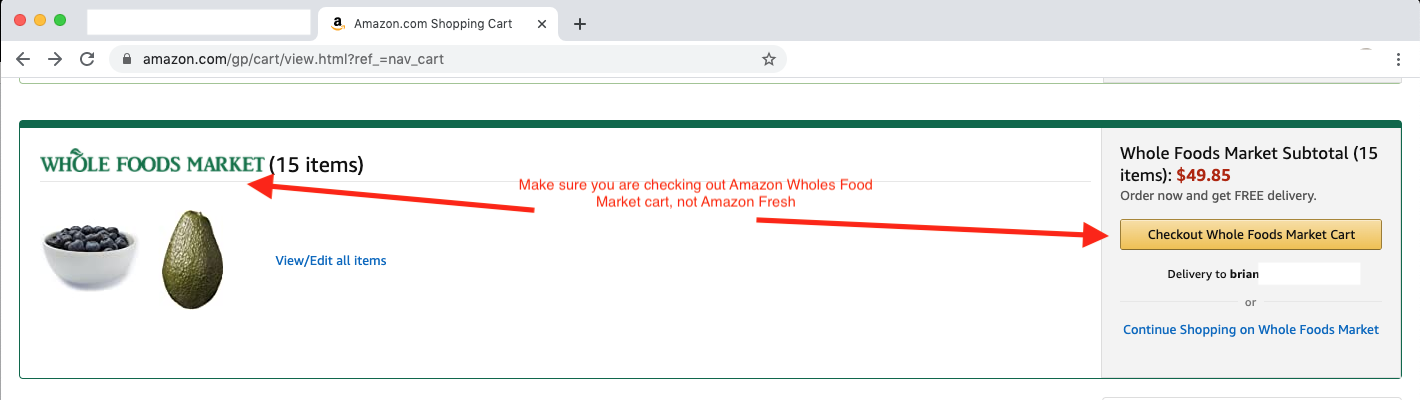 Amazon.com Shopping Cart
amazon.com/gp/cart/view.html?ref_=nav_cart
WHOLE FOODS MARKET (15 items)
Make sure you are checking out Amazon Wholes Food
Market cart, not Amazon Fresh
View/Edit all items
Whole Foods Market Subtotal (15
items): $49.85
Order now and get FREE delivery.
Checkout Whole Foods Market Cart
Delivery to brian
or
Continue Shopping on Whole Foods Market